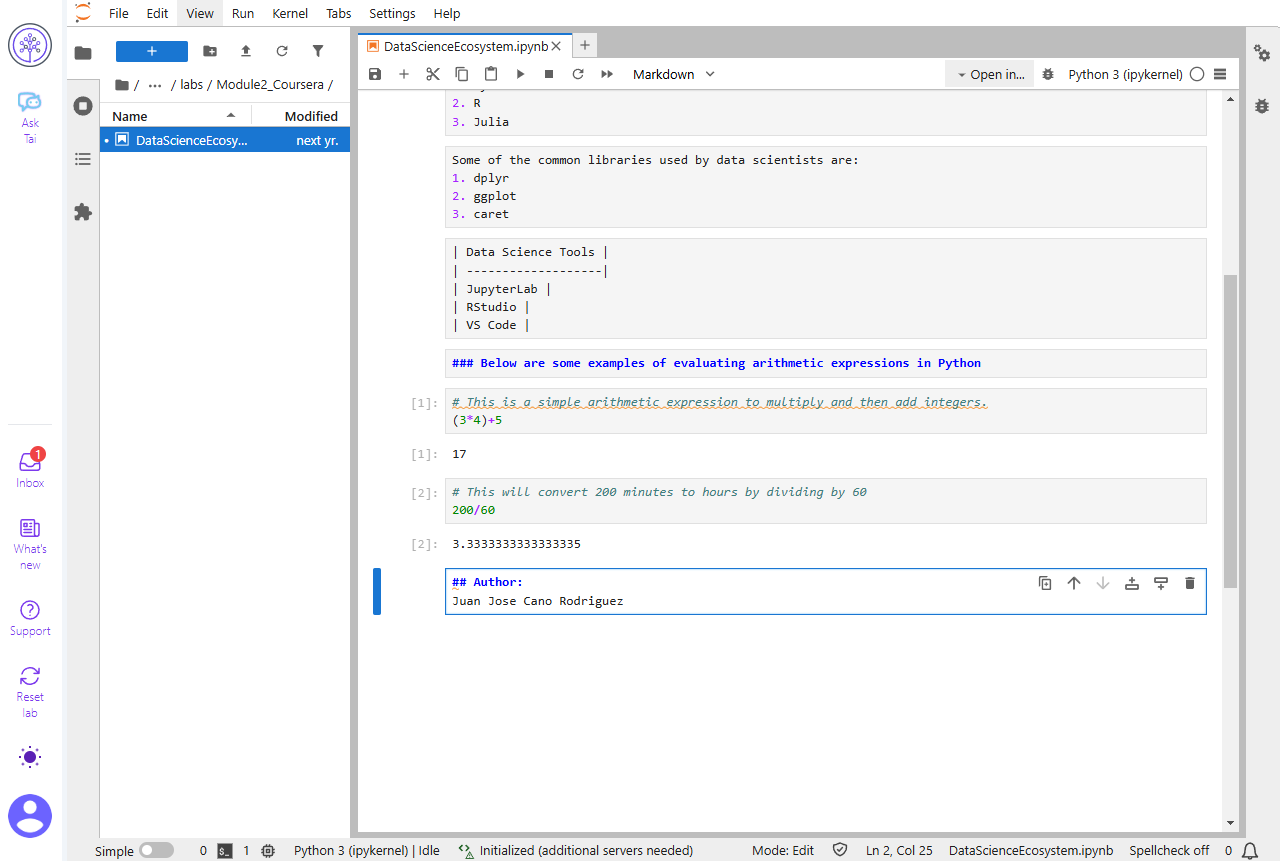 File Edit View Run Kernel Tabs Settings Help
Ask
Tai
Inbox
1
What's
new
Support
Reset
lab
/ ... / labs / Module2_Coursera /
Name Modified
DataScienceEcosy... next yr.
DataScienceEcosystem.ipynb
Markdown
Open in...
Python 3 (ipykernel)
2. R
3. Julia
Some of the common libraries used by data scientists are:
1. dplyr
2. ggplot
3. caret
| Data Science Tools |
| -------------------|
| JupyterLab |
| RStudio |
| VS Code |
### Below are some examples of evaluating arithmetic expressions in Python
[1]: # This is a simple arithmetic expression to multiply and then add integers.
(3*4)+5
[1]: 17
[2]: # This will convert 200 minutes to hours by dividing by 60
200/60
[2]: 3.3333333333333335
## Author:
Juan Jose Cano Rodriguez
Simple 0 1 Python 3 (ipykernel) | Idle Initialized (additional servers needed) Mode: Edit Ln 2, Col 25 DataScienceEcosystem.ipynb Spellcheck off 0